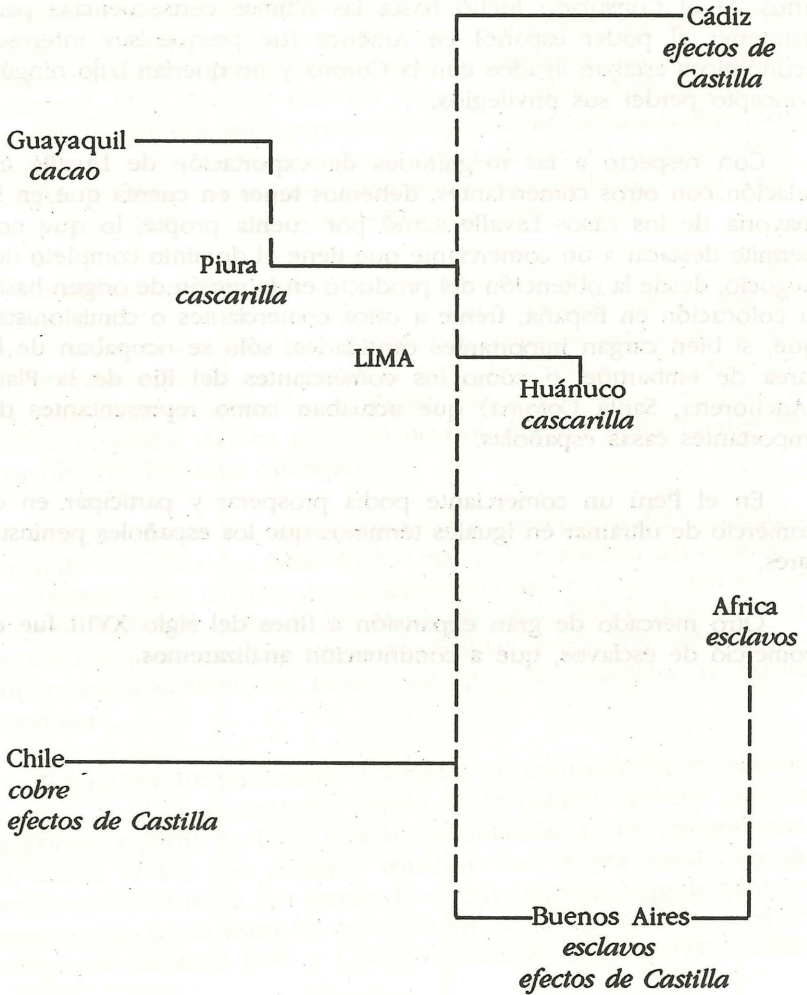 Cádiz
efectos de
Castilla
Guayaquil
cacao
Piura
cascarilla
LIMA
Huánuco
cascarilla
Africa
esclavos
Chile
cobre
efectos de Castilla
Buenos Aires
esclavos
efectos de Castilla